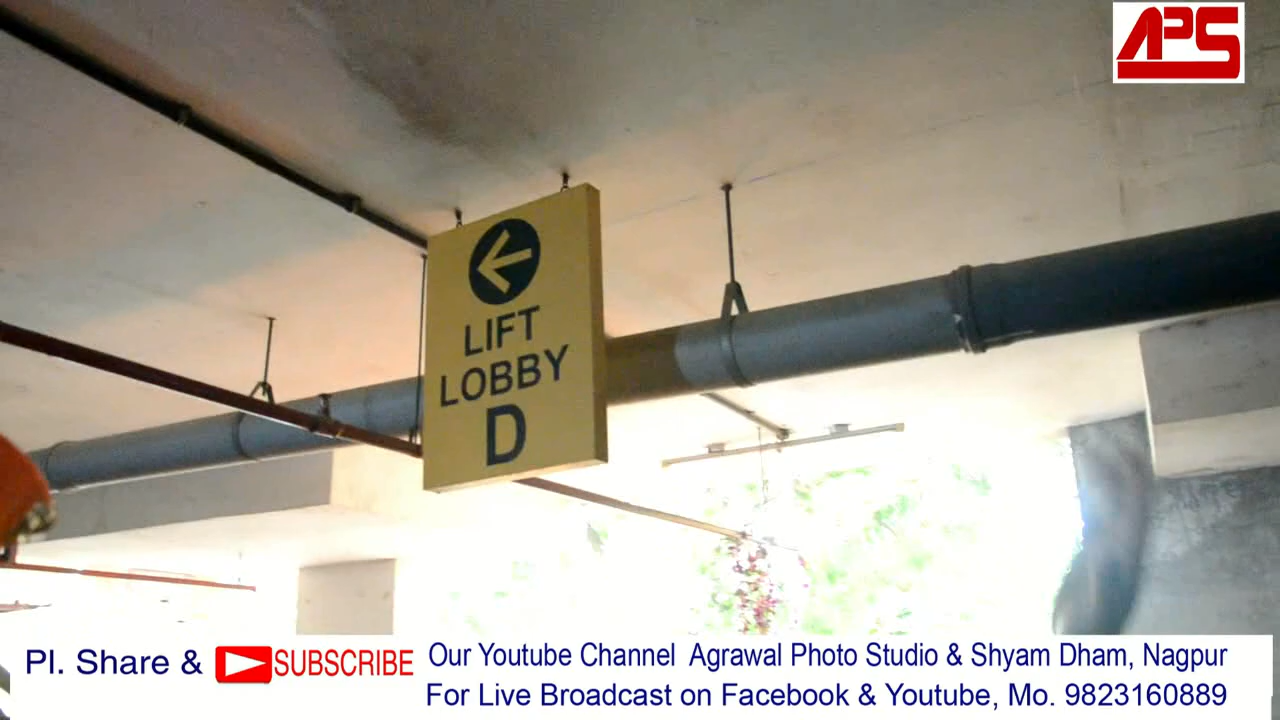 APS
LIFT
LOBBY
D
Pl. Share & SUBSCRIBE
Our Youtube Channel Agrawal Photo Studio & Shyam Dham, Nagpur
For Live Broadcast on Facebook & Youtube, Mo. 9823160889